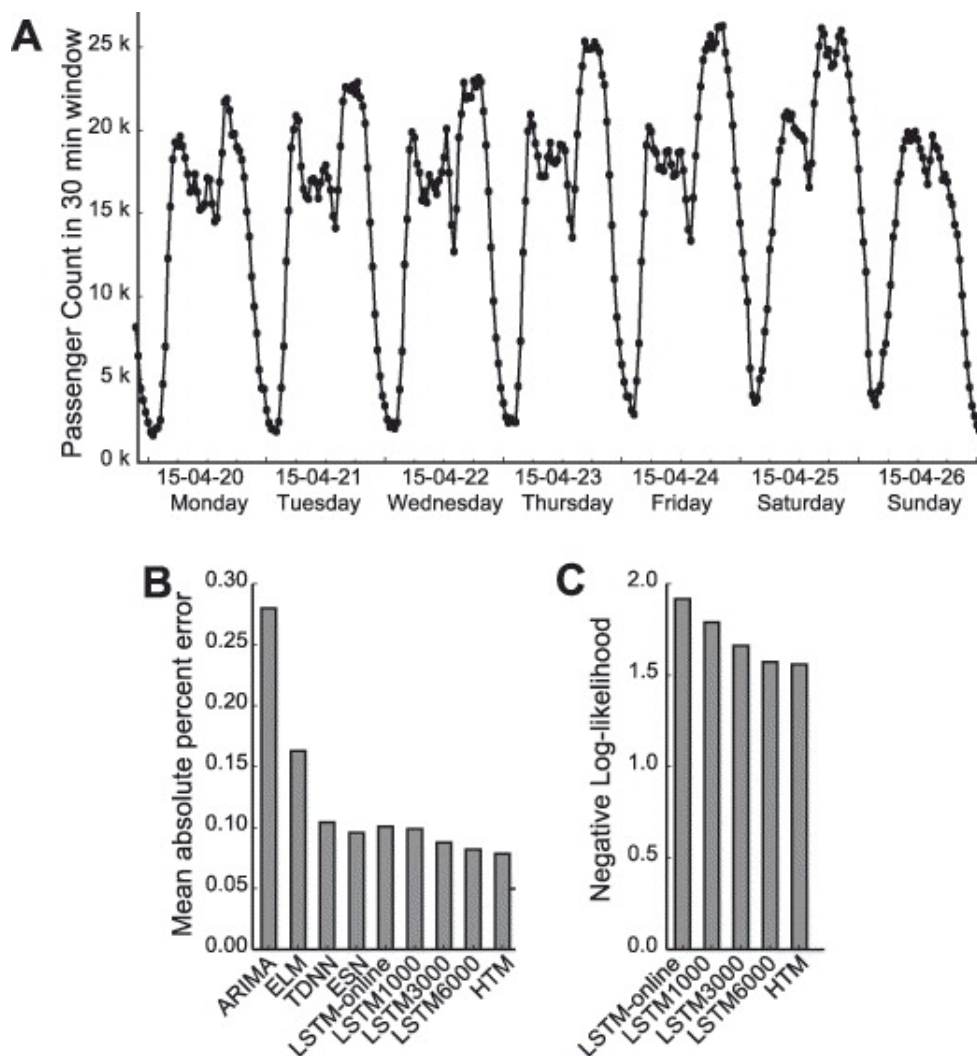 A
Passenger Count in 30 min window
25 k
20 k
15 k
10 k
5 k
0 k
15-04-20 15-04-21 15-04-22 15-04-23 15-04-24 15-04-25 15-04-26
Monday Tuesday Wednesday Thursday Friday Saturday Sunday
B
Mean absolute percent error
0.30
0.25
0.20
0.15
0.10
0.05
0.00
ARIMA
ELM
TDNN
ESN
LSTM-online
LSTM1000
LSTM3000
LSTM6000
HTM
C
Negative Log-likelihood
2.0
1.5
1.0
0.5
0.0
LSTM-online
LSTM1000
LSTM3000
LSTM6000
HTM